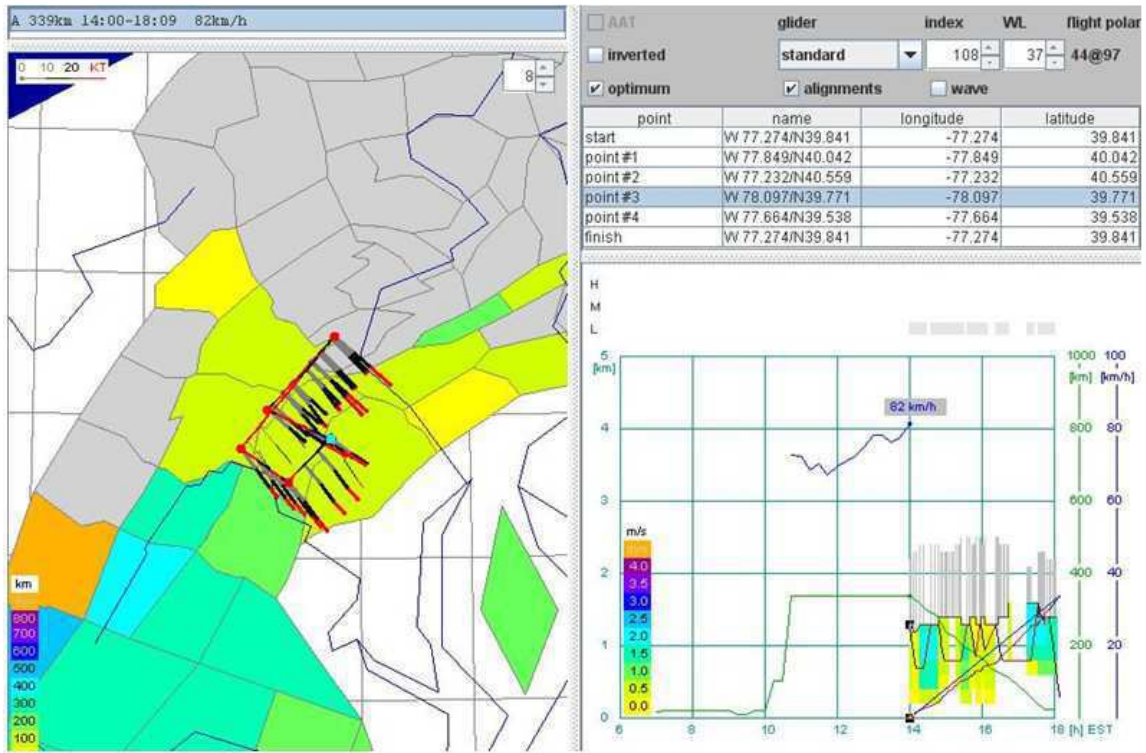 A 339km 14:00-18:09 82km/h
0 10 20 KT
8
AAT glider index WL flight polar
inverted standard 108 37 44@97
optimum alignments wave
point name longitude latitude
start W 77.274/N39.841 -77.274 39.841
point #1 W 77.849/N40.042 -77.849 40.042
point #2 W 77.232/N40.559 -77.232 40.559
point #3 W 78.097/N39.771 -78.097 39.771
point #4 W 77.664/N39.538 -77.664 39.538
finish W 77.274/N39.841 -77.274 39.841
H
M
L
5 1000 100
[km] [km] [km/h]
82 km/h
4 800 80
3 600 60
m/s
4.0
3.5
3.0
2.5
2.0
1.5
1.0
0.5
0.0
2 400 40
1 200 20
0 0 0
6 8 10 12 14 16 18 [h] EST
km
800
700
600
500
400
300
200
100